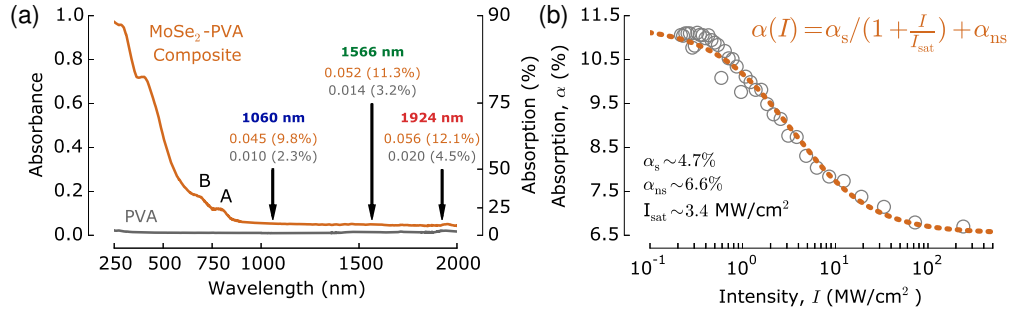 (a)
MoSe₂-PVA
Composite
1566 nm
0.052 (11.3%)
0.014 (3.2%)
1060 nm
0.045 (9.8%)
0.010 (2.3%)
1924 nm
0.056 (12.1%)
0.020 (4.5%)
B
A
PVA
Absorbance
1.0
0.8
0.6
0.4
0.2
0.0
90
75
50
25
0
Absorption (%)
250 500 750 1000 1500 2000
Wavelength (nm)
(b)
α(I) = αs/(1 + I/Isat) + αns
Absorption, α (%)
11.5
10.5
9.5
8.5
7.5
6.5
αs ~4.7%
αns ~6.6%
Isat ~3.4 MW/cm²
10⁻¹ 10⁰ 10¹ 10² 10³
Intensity, I (MW/cm²)